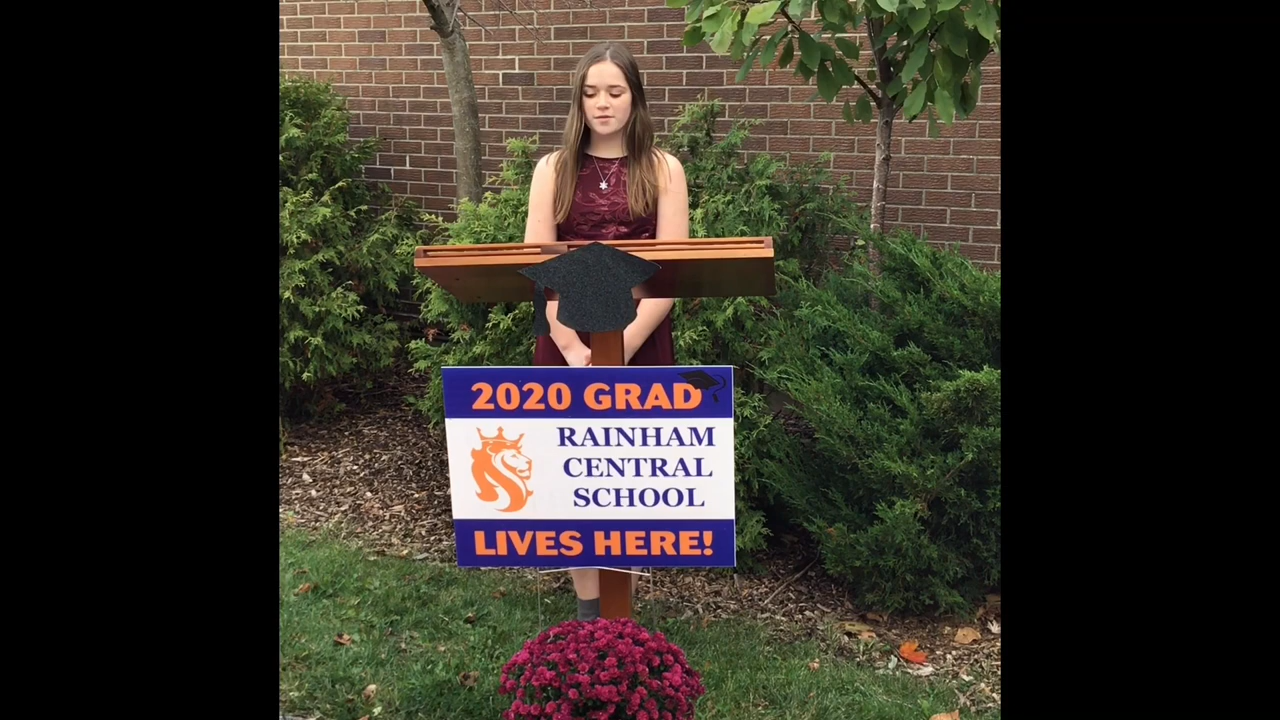 2020 GRAD
RAINHAM
CENTRAL
SCHOOL
LIVES HERE!